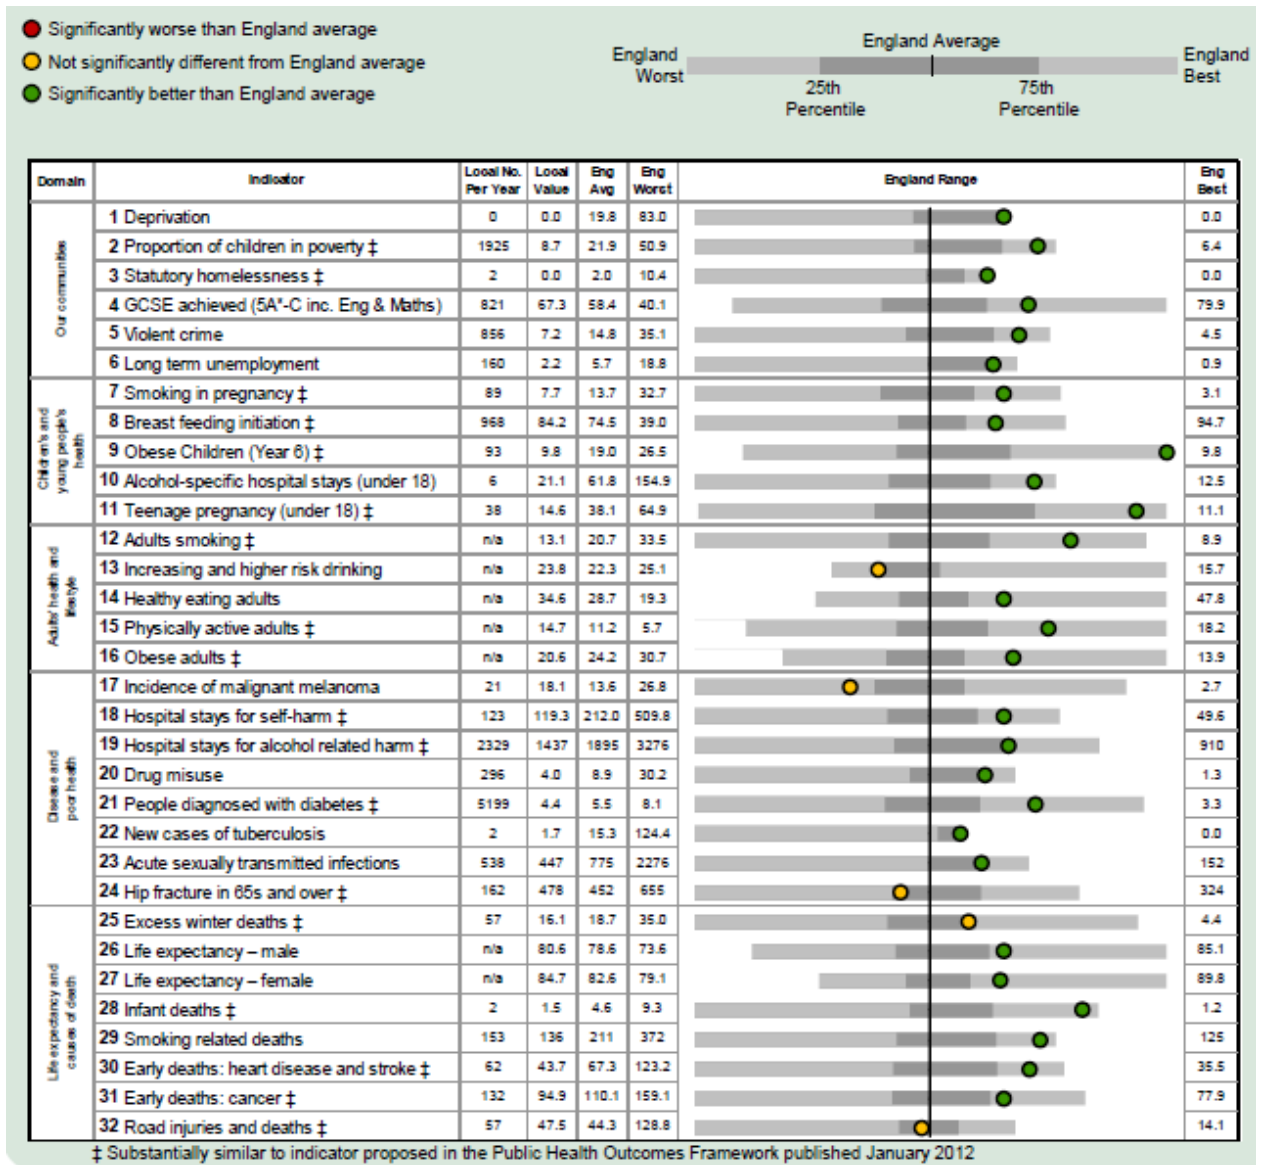 Significantly worse than England average
Not significantly different from England average
Significantly better than England average
England Average
England Worst
England Best
25th Percentile
75th Percentile
Domain Indicator Local No. Per Year Local Value Eng Avg Eng Worst England Range Eng Best
Our communities
1 Deprivation 0 0.0 19.8 83.0 0.0
2 Proportion of children in poverty ‡ 1925 8.7 21.9 50.9 6.4
3 Statutory homelessness ‡ 2 0.0 2.0 10.4 0.0
4 GCSE achieved (5A*-C inc. Eng & Maths) 821 67.3 58.4 40.1 79.9
5 Violent crime 856 7.2 14.8 35.1 4.5
6 Long term unemployment 160 2.2 5.7 18.8 0.9
Children's and young people's health
7 Smoking in pregnancy ‡ 89 7.7 13.7 32.7 3.1
8 Breast feeding initiation ‡ 968 84.2 74.5 39.0 94.7
9 Obese Children (Year 6) ‡ 93 9.8 19.0 26.5 9.8
10 Alcohol-specific hospital stays (under 18) 6 21.1 61.8 154.9 12.5
11 Teenage pregnancy (under 18) ‡ 38 14.6 38.1 64.9 11.1
Adults' health and lifestyle
12 Adults smoking ‡ n/a 13.1 20.7 33.5 8.9
13 Increasing and higher risk drinking n/a 23.8 22.3 25.1 15.7
14 Healthy eating adults n/a 34.6 28.7 19.3 47.8
15 Physically active adults ‡ n/a 14.7 11.2 5.7 18.2
16 Obese adults ‡ n/a 20.6 24.2 30.7 13.9
Disease and poor health
17 Incidence of malignant melanoma 21 18.1 13.6 26.8 2.7
18 Hospital stays for self-harm ‡ 123 119.3 212.0 509.8 49.6
19 Hospital stays for alcohol related harm ‡ 2329 1437 1895 3276 910
20 Drug misuse 296 4.0 8.9 30.2 1.3
21 People diagnosed with diabetes ‡ 5199 4.4 5.5 8.1 3.3
22 New cases of tuberculosis 2 1.7 15.3 124.4 0.0
23 Acute sexually transmitted infections 538 447 775 2276 152
24 Hip fracture in 65s and over ‡ 162 478 452 655 324
Life expectancy and causes of death
25 Excess winter deaths ‡ 57 16.1 18.7 35.0 4.4
26 Life expectancy – male n/a 80.6 78.6 73.6 85.1
27 Life expectancy – female n/a 84.7 82.6 79.1 89.8
28 Infant deaths ‡ 2 1.5 4.6 9.3 1.2
29 Smoking related deaths 153 136 211 372 125
30 Early deaths: heart disease and stroke ‡ 62 43.7 67.3 123.2 35.5
31 Early deaths: cancer ‡ 132 94.9 110.1 159.1 77.9
32 Road injuries and deaths ‡ 57 47.5 44.3 128.8 14.1
‡ Substantially similar to indicator proposed in the Public Health Outcomes Framework published January 2012